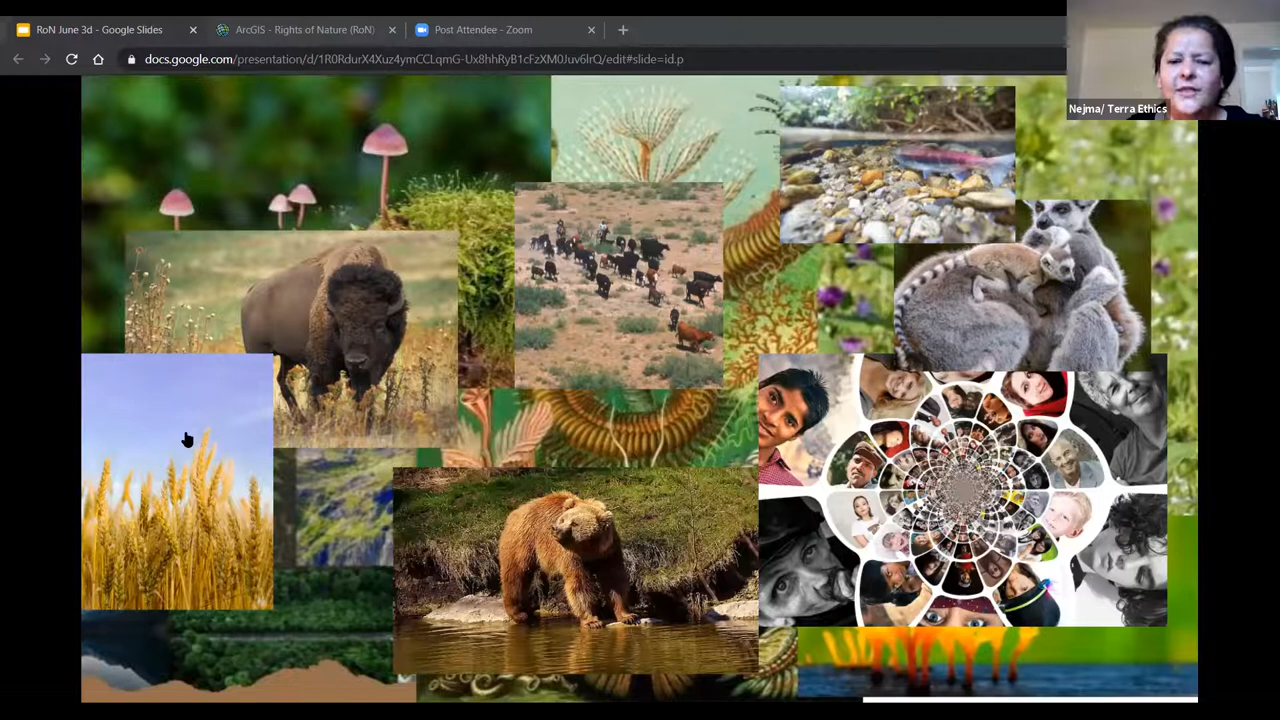 RoN June 3d - Google Slides
ArcGIS - Rights of Nature (RoN)
Post Attendee - Zoom
docs.google.com/presentation/d/1R0RdurX4Xuz4ymCCLqmG-Ux8hhRyB1cFzXM0Juv6lrQ/edit#slide=id.p
Nejma/ Terra Ethics